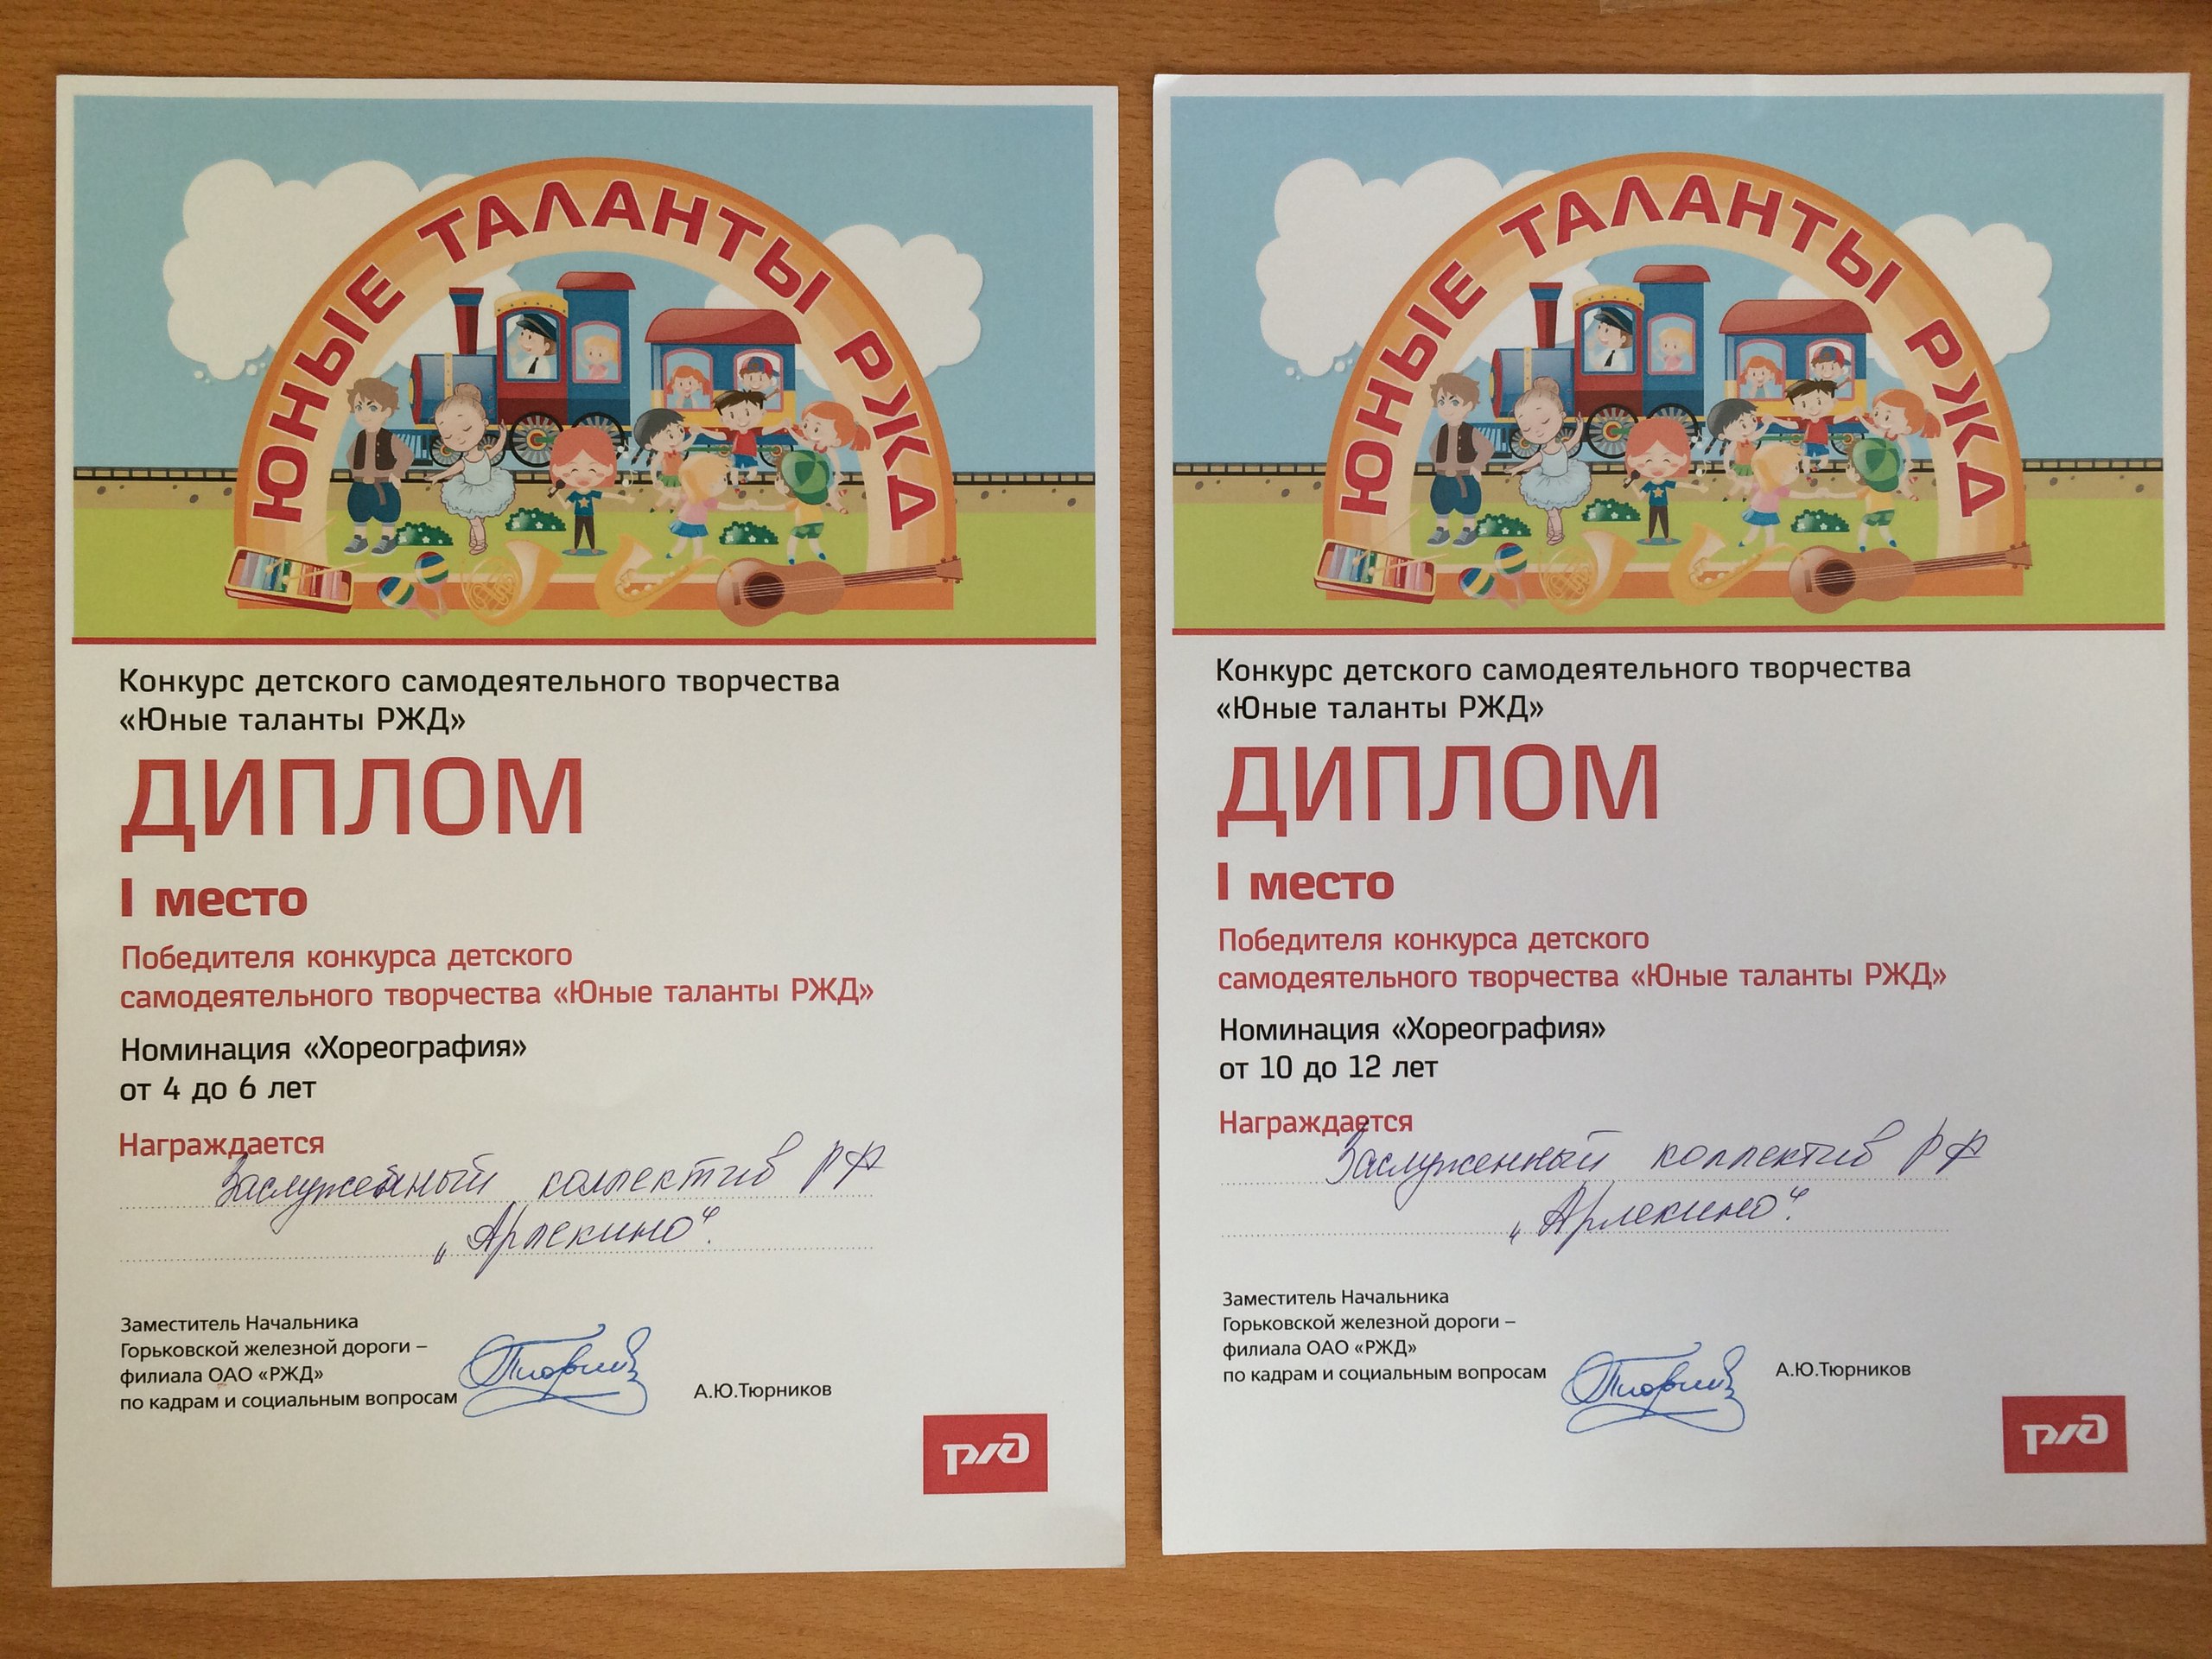 ЮНЫЕ ТАЛАНТЫ РЖД
Конкурс детского самодеятельного творчества
«Юные таланты РЖД»
ДИПЛОМ
I место
Победителя конкурса детского
самодеятельного творчества «Юные таланты РЖД»
Номинация «Хореография»
от 4 до 6 лет
Награждается
Заслуженный коллектив РФ
„Арлекино“.
Заместитель Начальника
Горьковской железной дороги –
филиала ОАО «РЖД»
по кадрам и социальным вопросам
А.Ю.Тюрников
РЖД
ЮНЫЕ ТАЛАНТЫ РЖД
Конкурс детского самодеятельного творчества
«Юные таланты РЖД»
ДИПЛОМ
I место
Победителя конкурса детского
самодеятельного творчества «Юные таланты РЖД»
Номинация «Хореография»
от 10 до 12 лет
Награждается
Заслуженный коллектив РФ
„Арлекино“.
Заместитель Начальника
Горьковской железной дороги –
филиала ОАО «РЖД»
по кадрам и социальным вопросам
А.Ю.Тюрников
РЖД